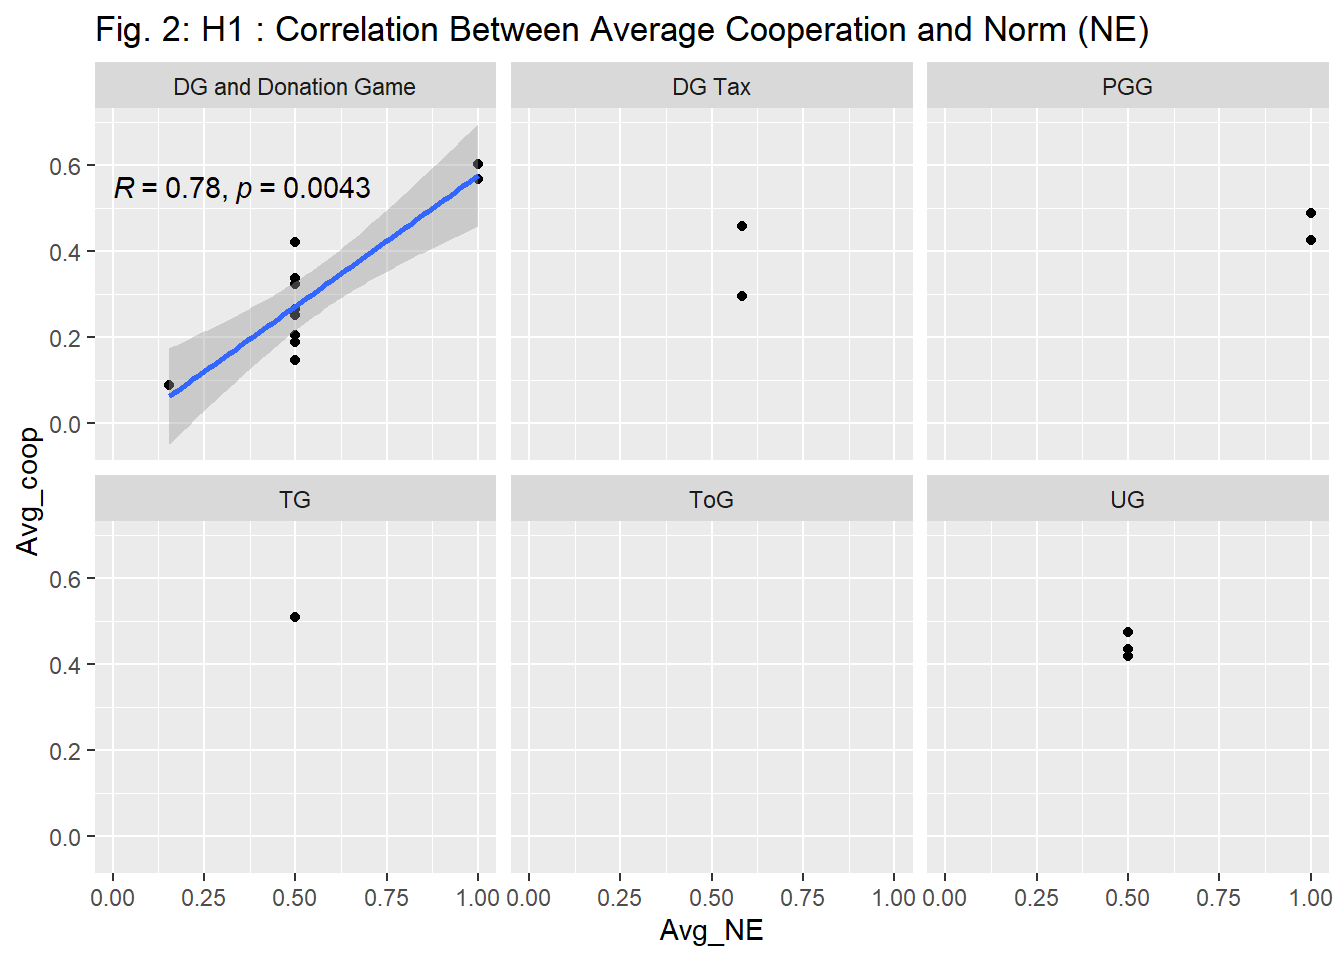 Fig. 2: H1 : Correlation Between Average Cooperation and Norm (NE)
DG and Donation Game
DG Tax
PGG
R = 0.78, p = 0.0043
0.6
0.4
0.2
0.0
Avg_coop
TG
ToG
UG
0.6
0.4
0.2
0.0
0.00 0.25 0.50 0.75 1.00
0.00 0.25 0.50 0.75 1.00
0.00 0.25 0.50 0.75 1.00
Avg_NE